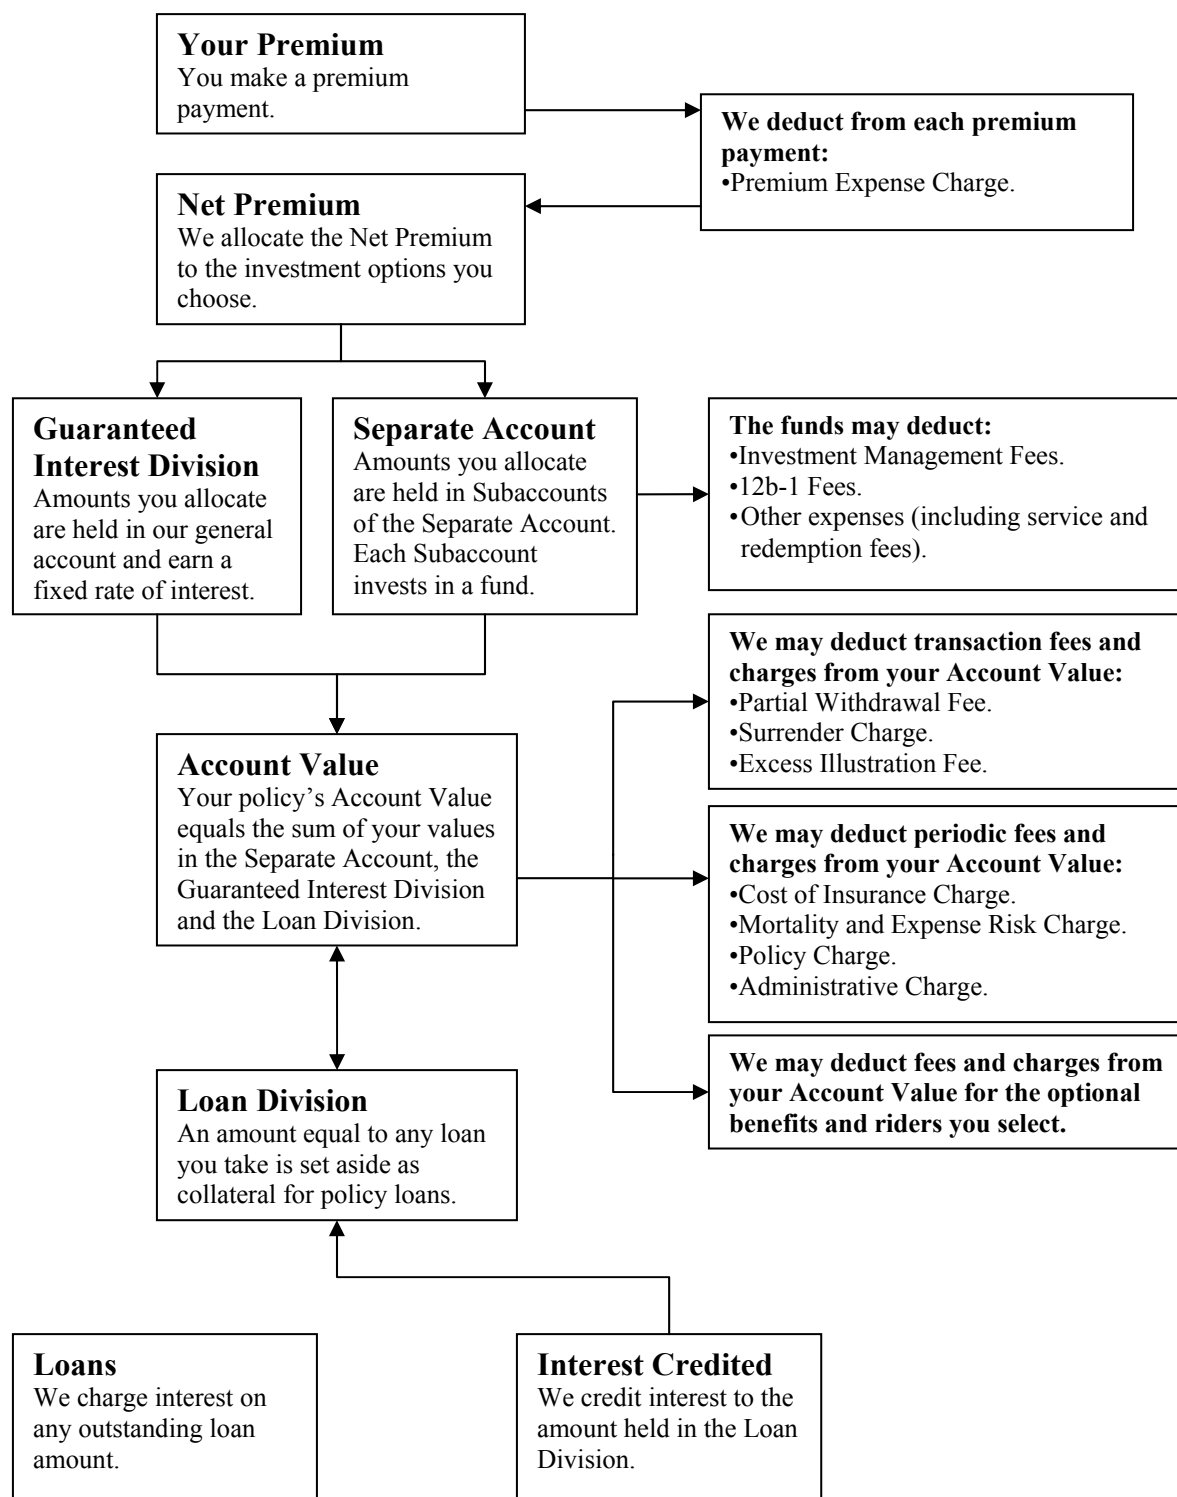 Your Premium
You make a premium
payment.
We deduct from each premium
payment:
•Premium Expense Charge.
Net Premium
We allocate the Net Premium
to the investment options you
choose.
Guaranteed
Interest Division
Amounts you allocate
are held in our general
account and earn a
fixed rate of interest.
Separate Account
Amounts you allocate
are held in Subaccounts
of the Separate Account.
Each Subaccount
invests in a fund.
The funds may deduct:
•Investment Management Fees.
•12b-1 Fees.
•Other expenses (including service and
redemption fees).
We may deduct transaction fees and
charges from your Account Value:
•Partial Withdrawal Fee.
•Surrender Charge.
•Excess Illustration Fee.
Account Value
Your policy’s Account Value
equals the sum of your values
in the Separate Account, the
Guaranteed Interest Division
and the Loan Division.
We may deduct periodic fees and
charges from your Account Value:
•Cost of Insurance Charge.
•Mortality and Expense Risk Charge.
•Policy Charge.
•Administrative Charge.
We may deduct fees and charges from
your Account Value for the optional
benefits and riders you select.
Loan Division
An amount equal to any loan
you take is set aside as
collateral for policy loans.
Loans
We charge interest on
any outstanding loan
amount.
Interest Credited
We credit interest to the
amount held in the Loan
Division.